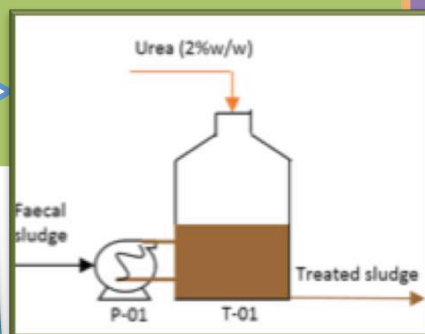 Urea (2%w/w)
Faecal
sludge
Treated sludge
P-01
T-01